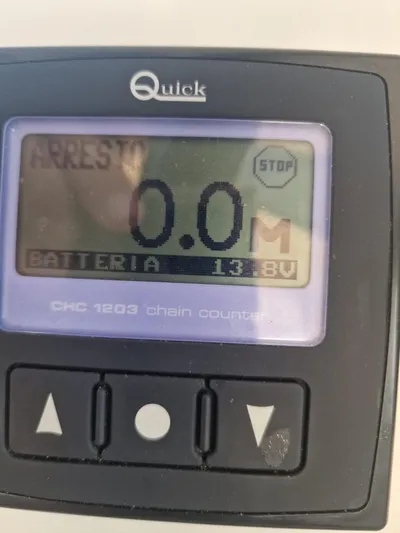 Quick
ARRESTO
STOP
0.0M
BATTERIA 13.8V
CHC 1203 chain counter